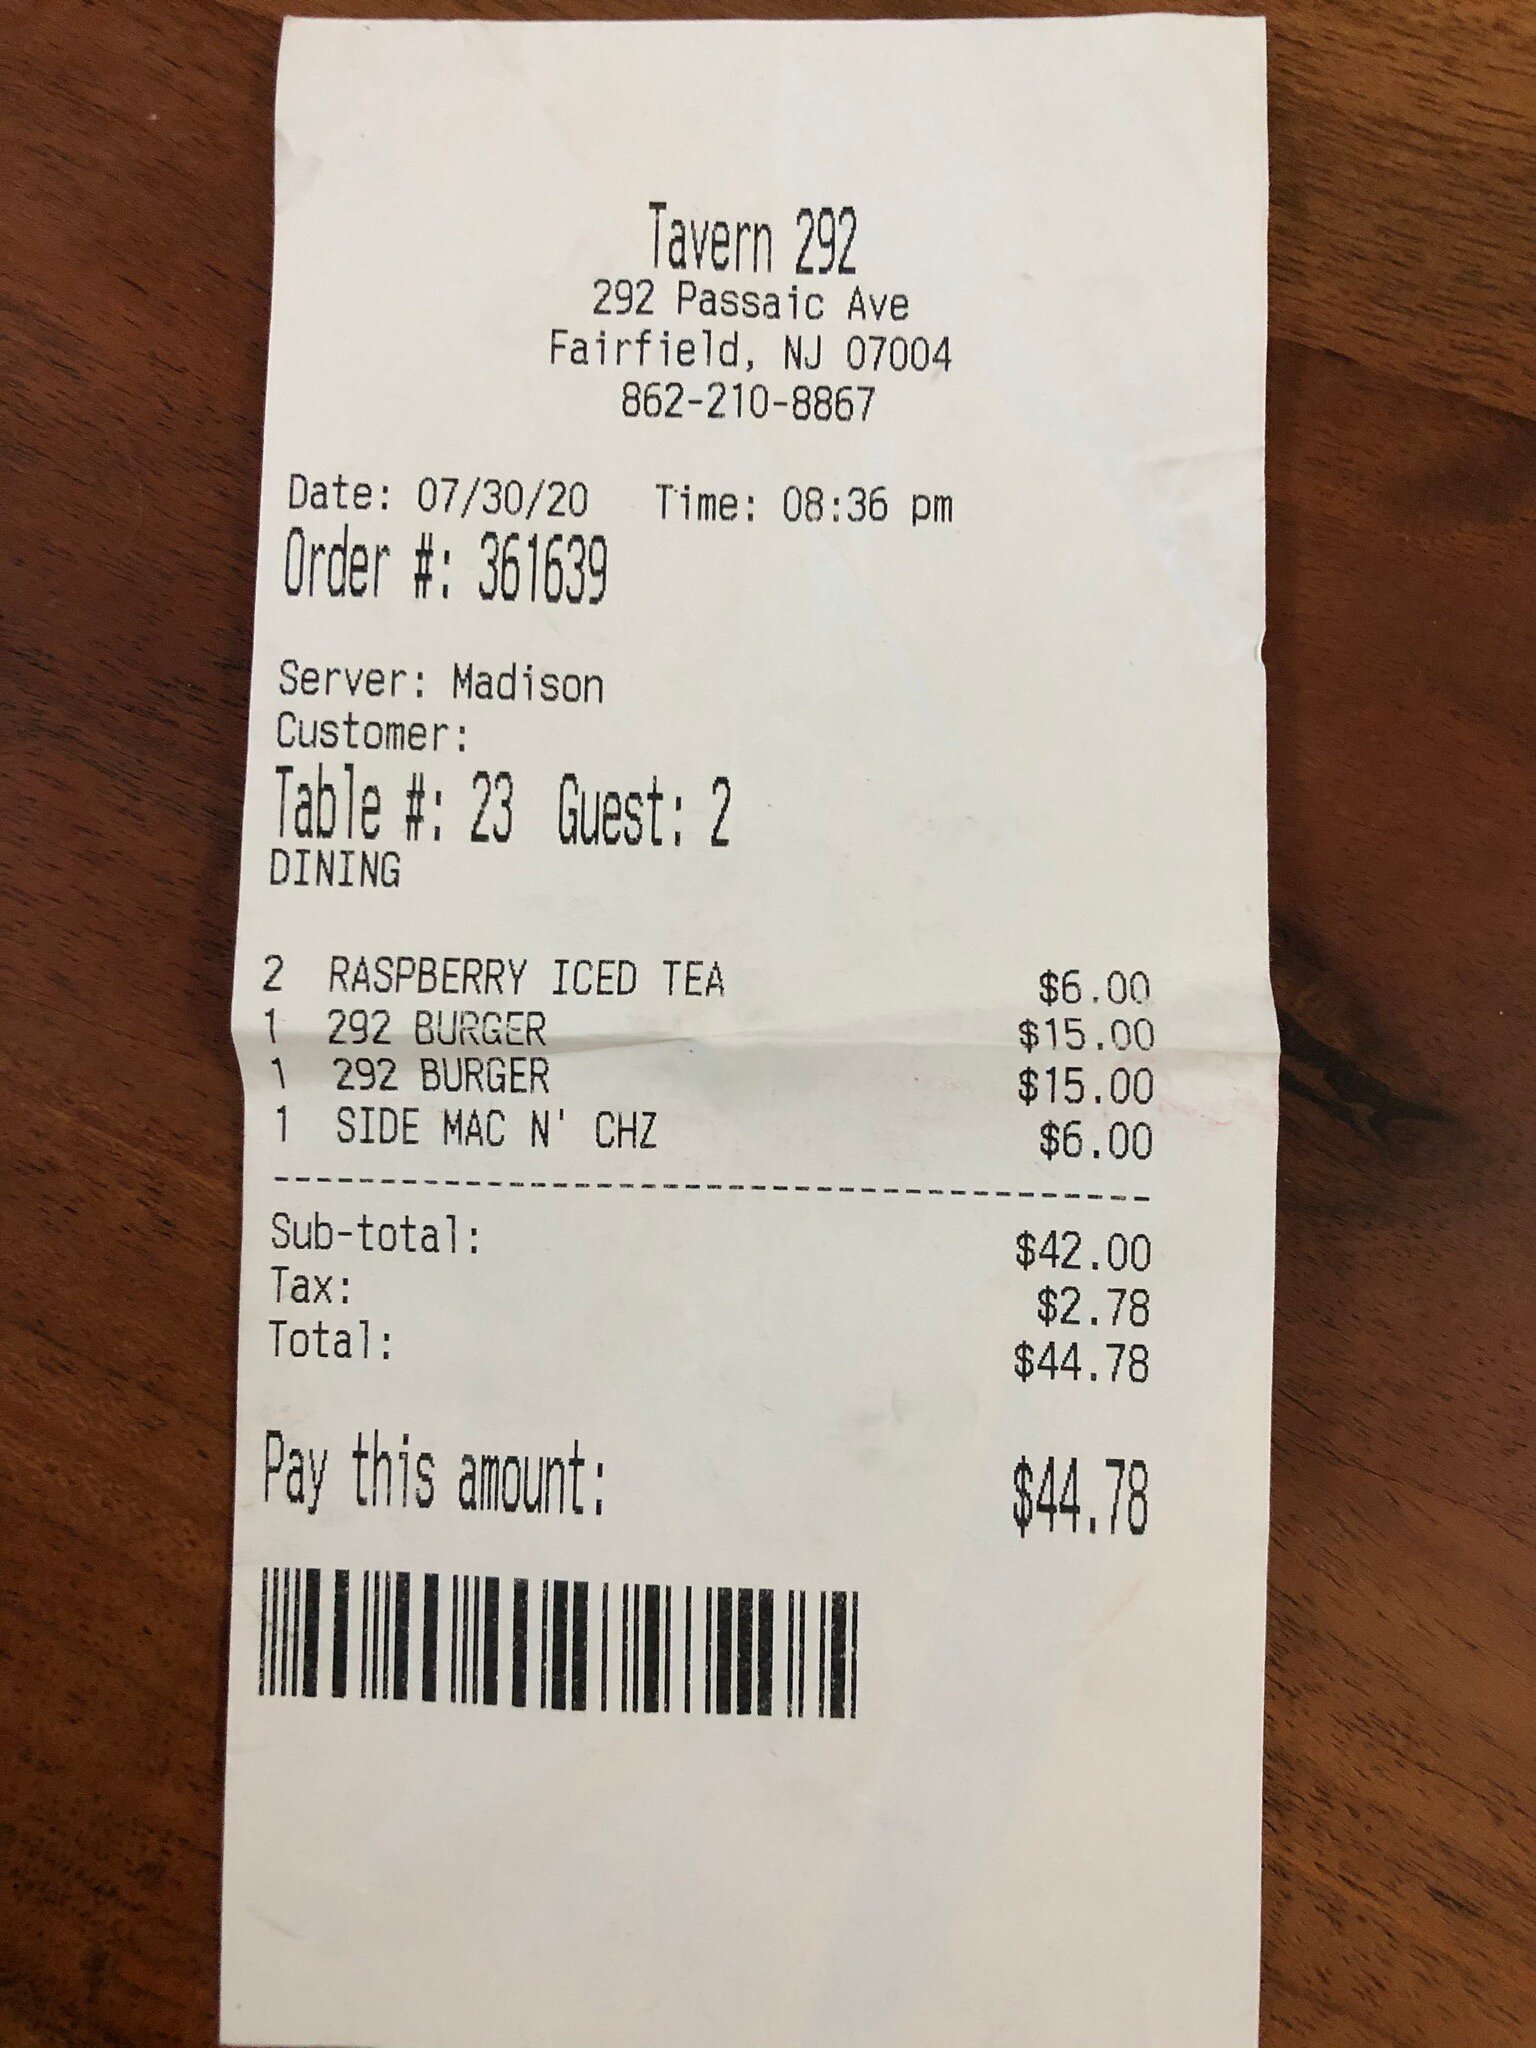 Tavern 292
292 Passaic Ave
Fairfield, NJ 07004
862-210-8867
Date: 07/30/20 Time: 08:36 pm
Order #: 361639
Server: Madison
Customer:
Table #: 23 Guest: 2
DINING
2 RASPBERRY ICED TEA $6.00
1 292 BURGER $15.00
1 292 BURGER $15.00
1 SIDE MAC N' CHZ $6.00
Sub-total: $42.00
Tax: $2.78
Total: $44.78
Pay this amount: $44.78